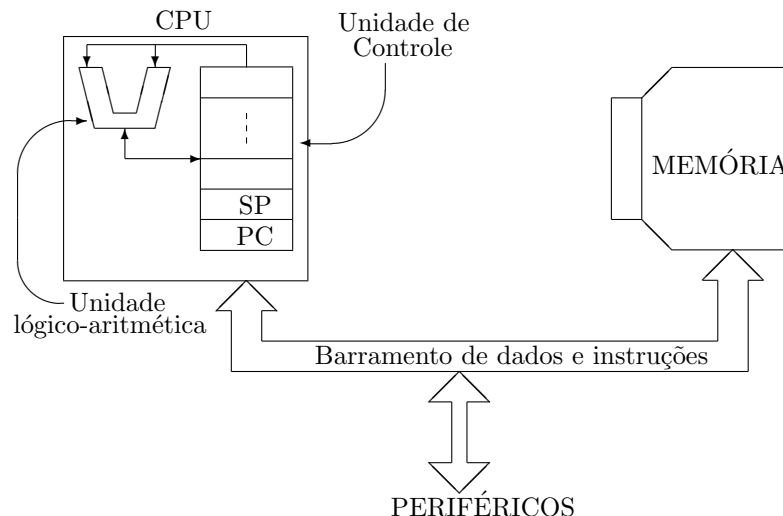 CPU
Unidade de
Controle
MEMÓRIA
SP
PC
Unidade
lógico-aritmética
Barramento de dados e instruções
PERIFÉRICOS